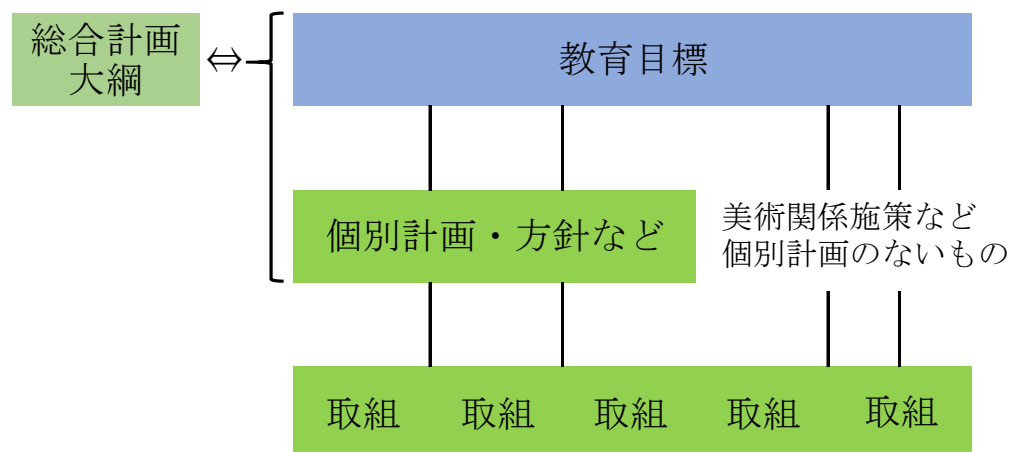 総合計画
大綱
⇔
教育目標
個別計画・方針など
美術関係施策など
個別計画のないもの
取組 取組 取組 取組 取組